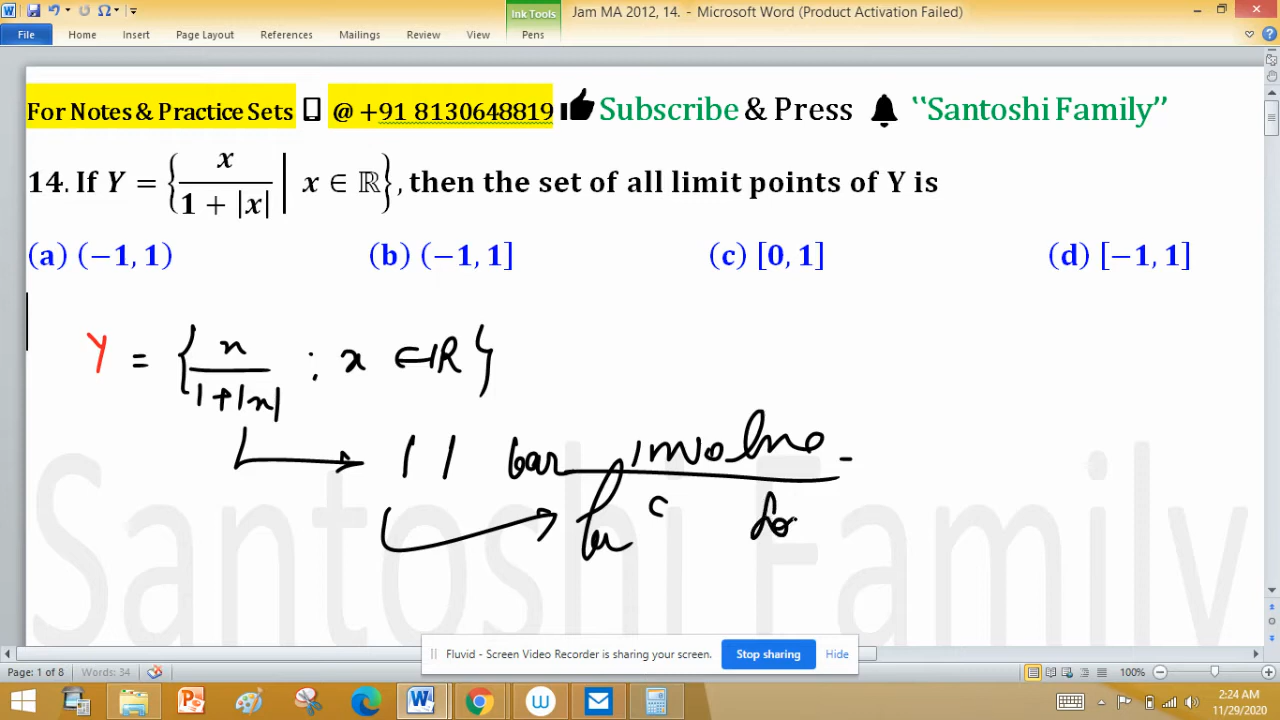 Jam MA 2012, 14. - Microsoft Word (Product Activation Failed)
Ink Tools
File Home Insert Page Layout References Mailings Review View Pens
For Notes & Practice Sets @ +91 8130648819 Subscribe & Press "Santoshi Family"
14. If Y = {x / (1 + |x|) | x ∈ ℝ}, then the set of all limit points of Y is
(a) (−1, 1) (b) (−1, 1] (c) [0, 1] (d) [−1, 1]
Y = {x / (1+|x|) : x ∈ ℝ}
| | bar
Santoshi Family
Fluvid - Screen Video Recorder is sharing your screen. Stop sharing Hide
Page: 1 of 8 Words: 34 100%
2:24 AM
11/29/2020